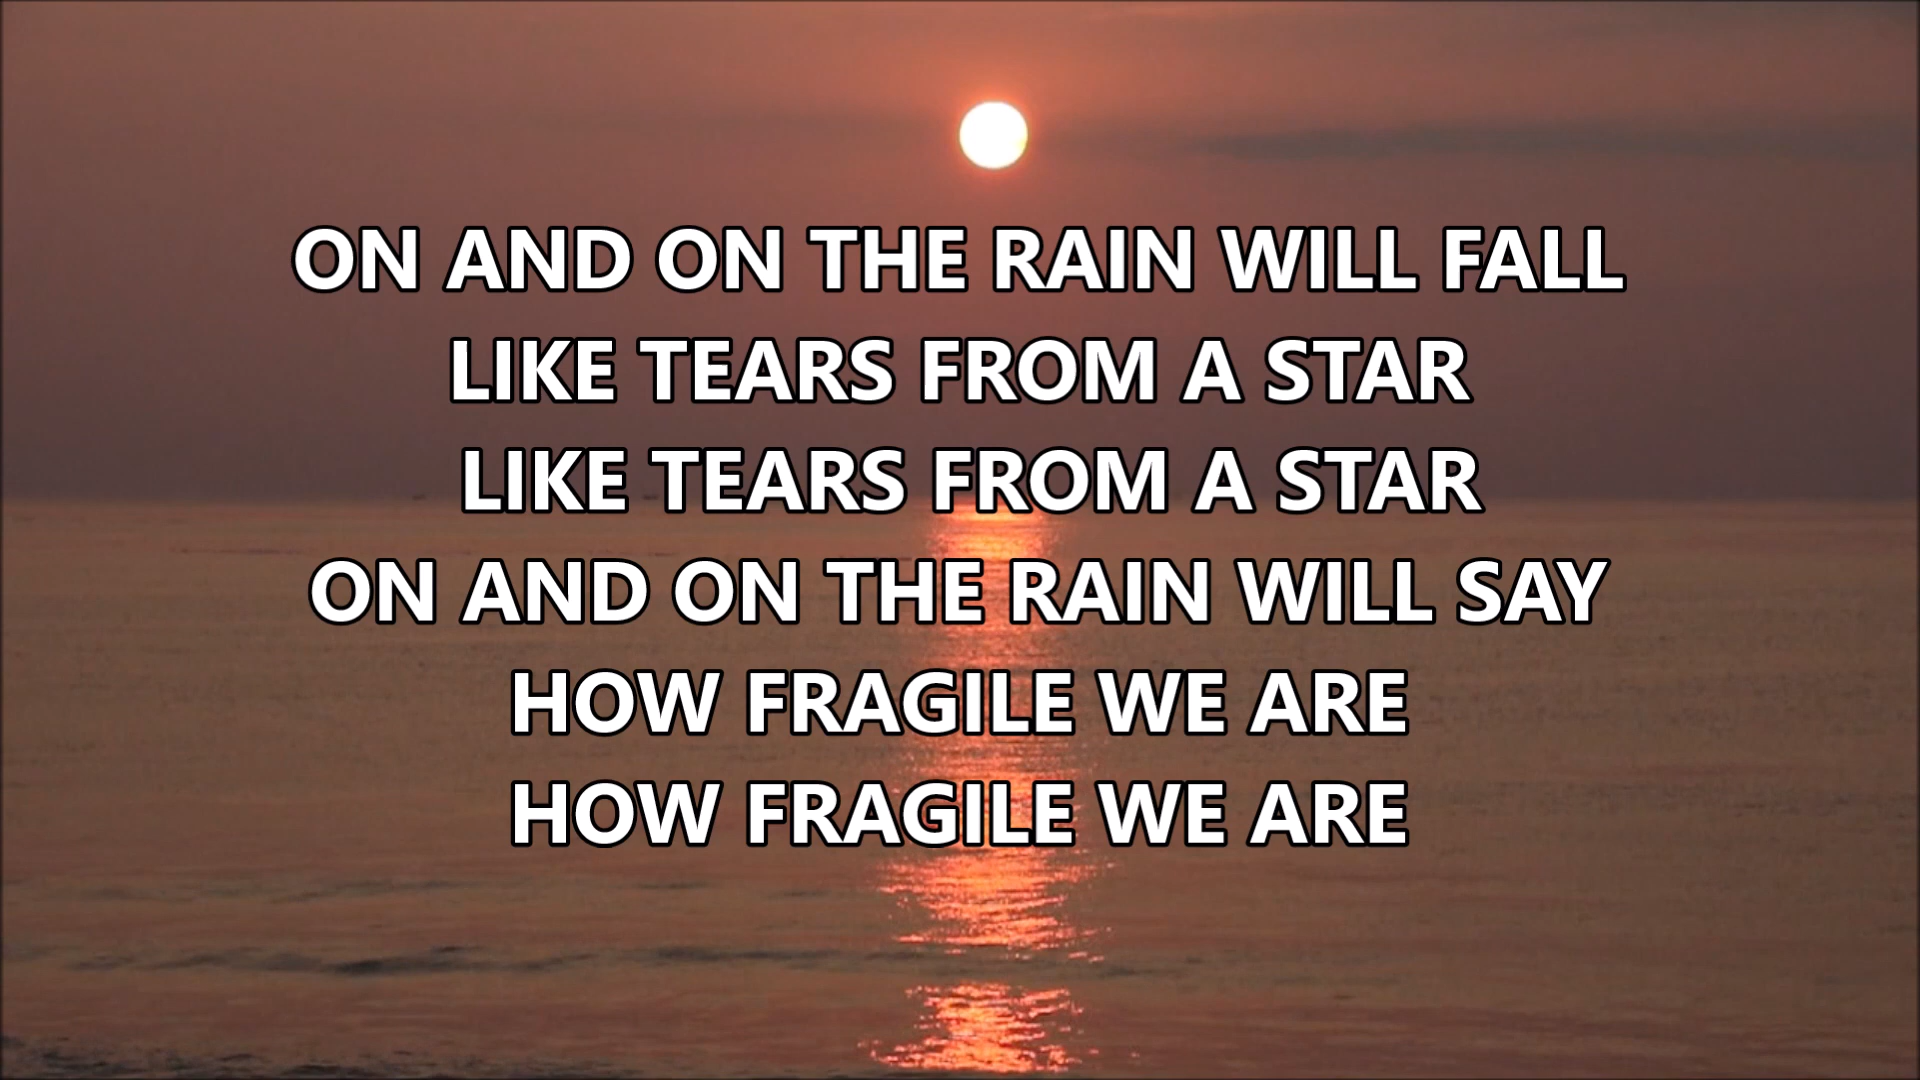 ON AND ON THE RAIN WILL FALL
LIKE TEARS FROM A STAR
LIKE TEARS FROM A STAR
ON AND ON THE RAIN WILL SAY
HOW FRAGILE WE ARE
HOW FRAGILE WE ARE